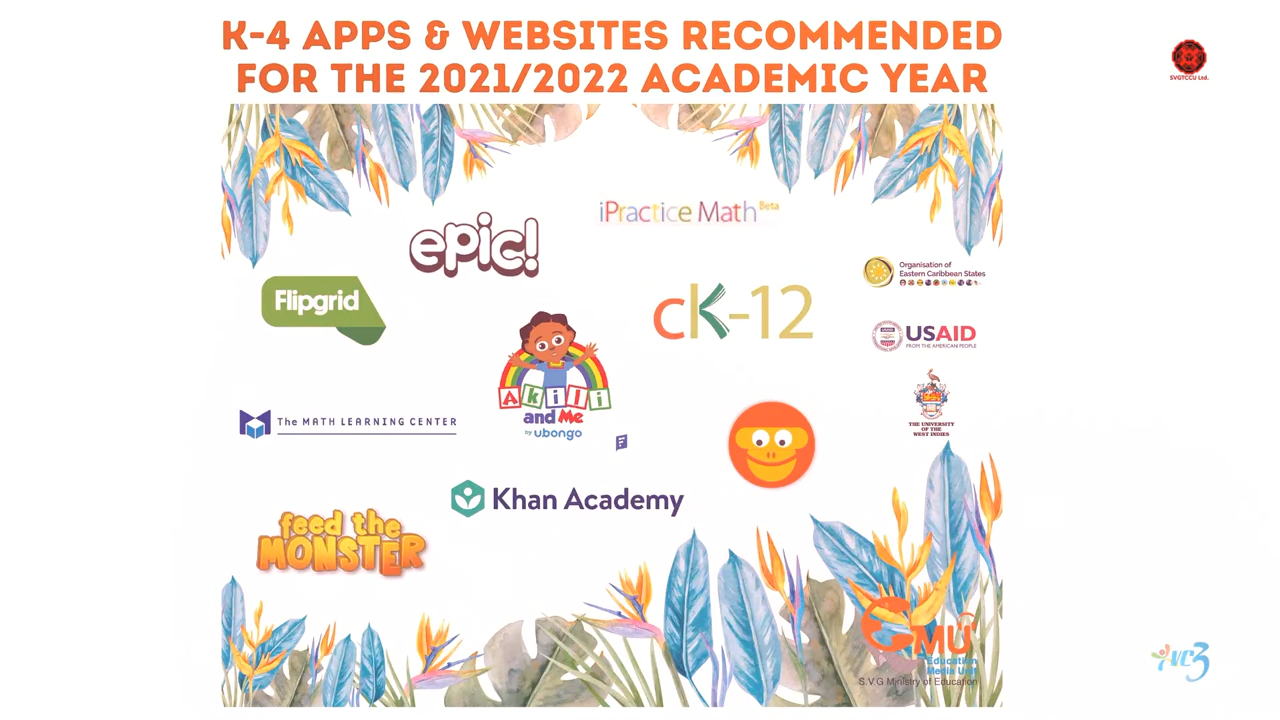 K-4 APPS & WEBSITES RECOMMENDED
FOR THE 2021/2022 ACADEMIC YEAR
SVGTCCU Ltd.
iPractice Math Beta
epic!
Organisation of
Eastern Caribbean States
Flipgrid
cK-12
USAID
FROM THE AMERICAN PEOPLE
Akili
and Me
by ubongo
The MATH LEARNING CENTER
THE UNIVERSITY
OF THE
WEST INDIES
Khan Academy
feed the
MONSTER
EMU
Education
Media Unit
S.V.G Ministry of Education
IVC3